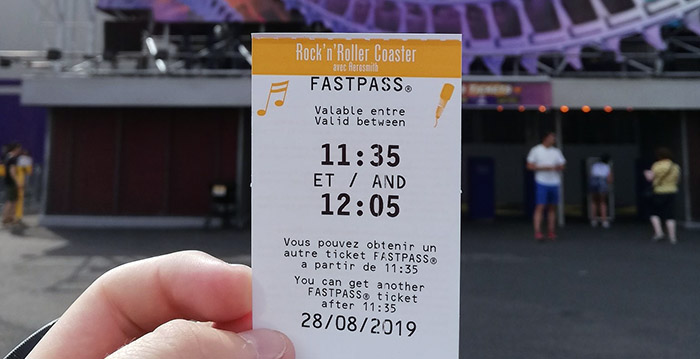 Rock'n'Roller Coaster
avec Aerosmith
FASTPASS®
Valable entre
Valid between
11:35
ET / AND
12:05
Vous pouvez obtenir un
autre ticket FASTPASS®
a partir de 11:35
You can get another
FASTPASS® ticket
after 11:35
28/08/2019